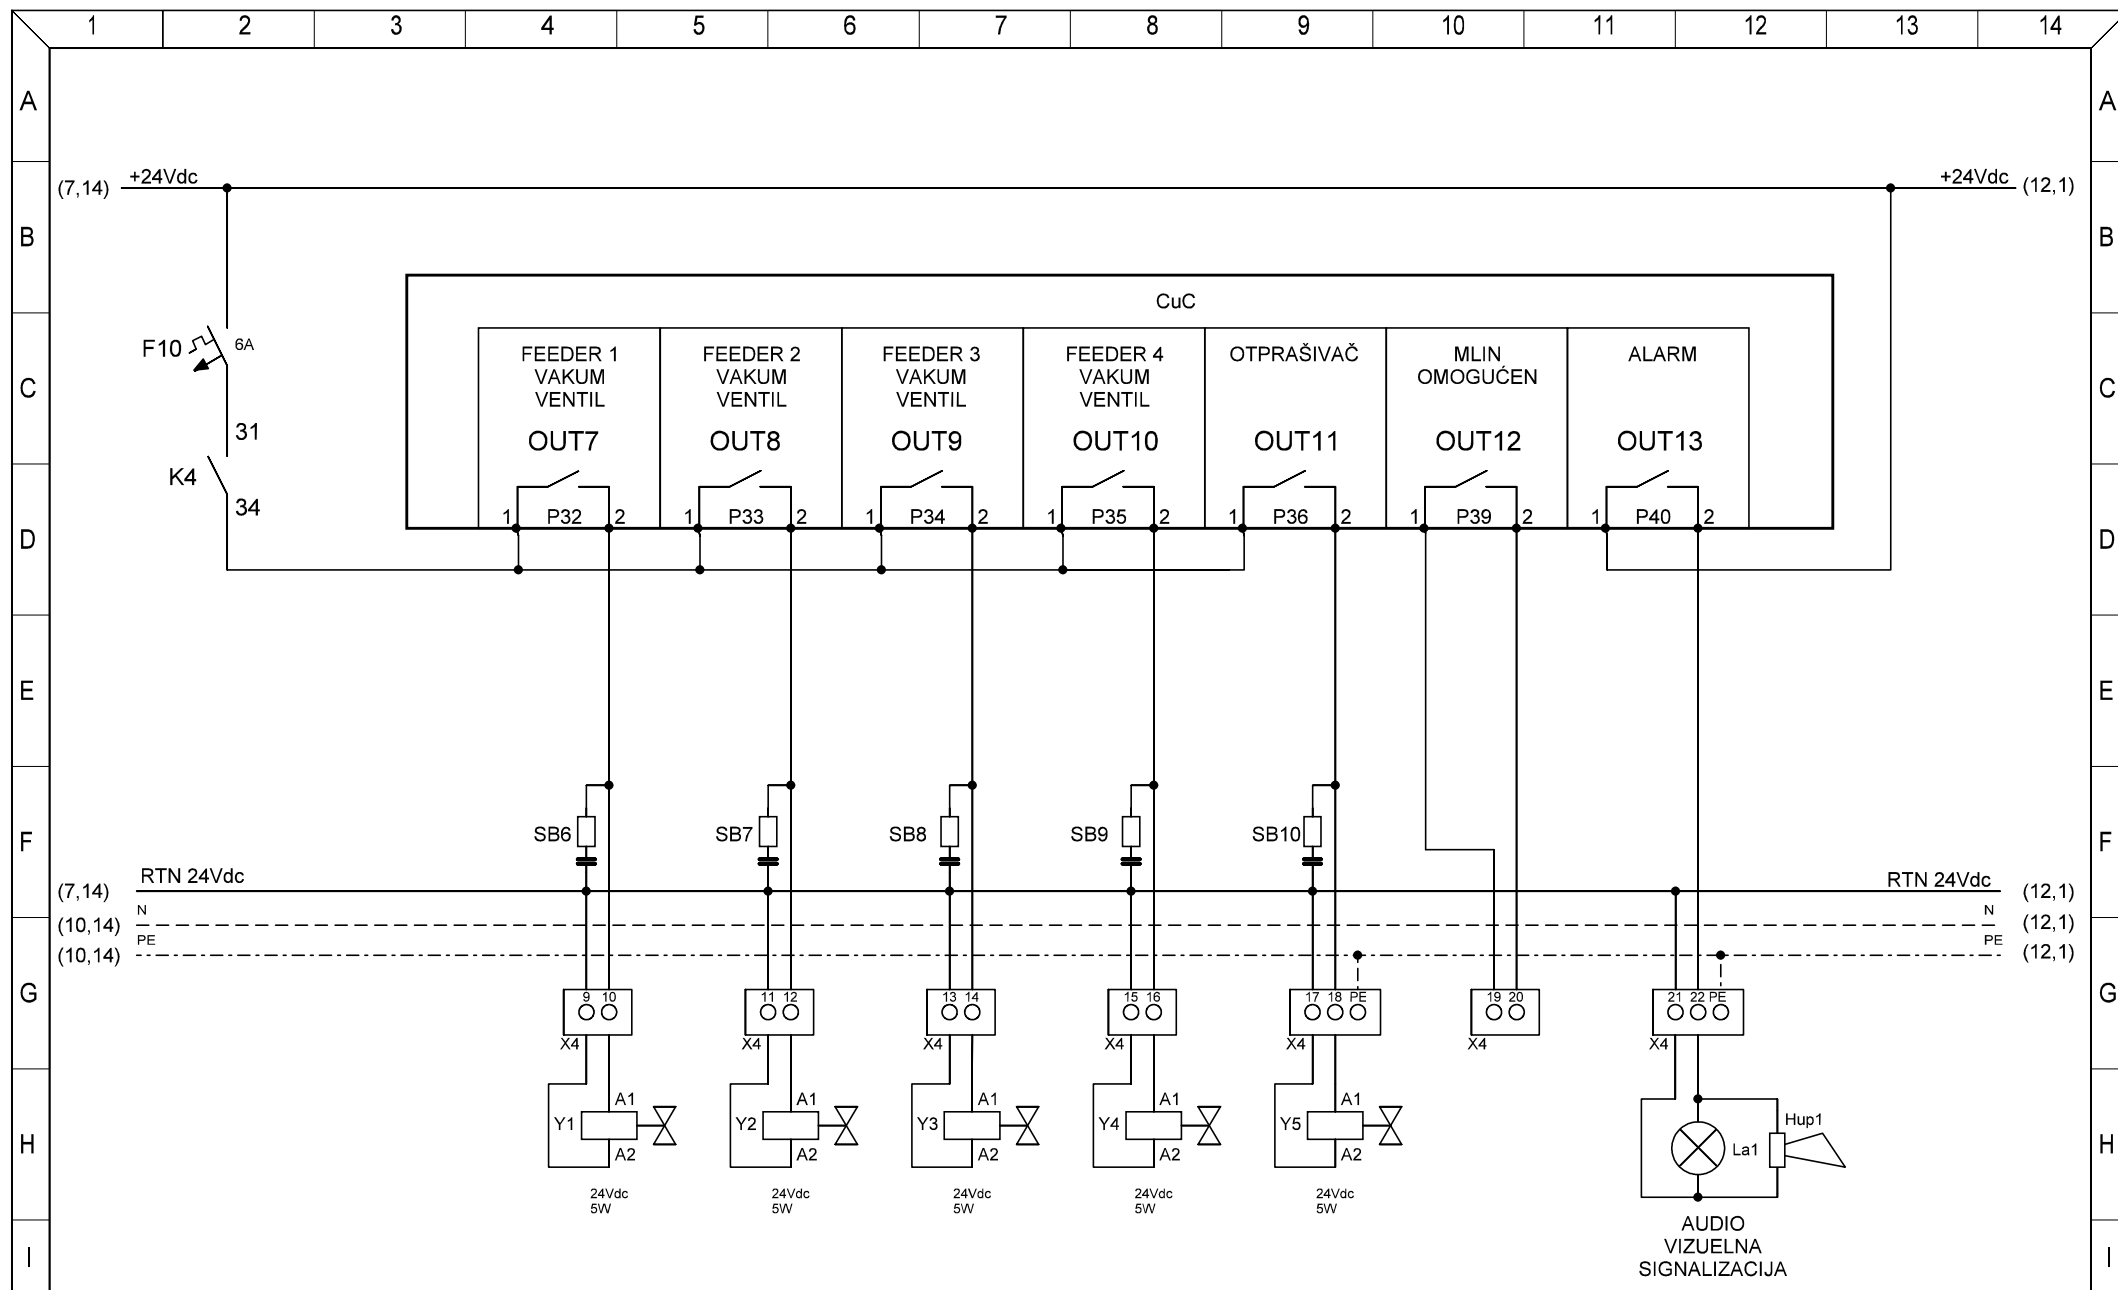 1 2 3 4 5 6 7 8 9 10 11 12 13 14
A A
(7,14) +24Vdc +24Vdc (12,1)
B B
CuC
F10 6A
FEEDER 1 FEEDER 2 FEEDER 3 FEEDER 4 OTPRAŠIVAČ MLIN ALARM
VAKUM VAKUM VAKUM VAKUM OMOGUĆEN
C C
VENTIL VENTIL VENTIL VENTIL
31
OUT7 OUT8 OUT9 OUT10 OUT11 OUT12 OUT13
K4
34
1 P32 2 1 P33 2 1 P34 2 1 P35 2 1 P36 2 1 P39 2 1 P40 2
D D
E E
SB6 SB7 SB8 SB9 SB10
F F
RTN 24Vdc RTN 24Vdc
(7,14) (12,1)
N N
(10,14) (12,1)
PE PE
(10,14) (12,1)
G G
9 10 11 12 13 14 15 16 17 18 PE 19 20 21 22 PE
X4 X4 X4 X4 X4 X4 X4
A1 A1 A1 A1 A1
Y1 Y2 Y3 Y4 Y5 Hup1
H La1 H
A2 A2 A2 A2 A2
24Vdc 24Vdc 24Vdc 24Vdc 24Vdc
5W 5W 5W 5W 5W
AUDIO
VIZUELNA
I I
SIGNALIZACIJA